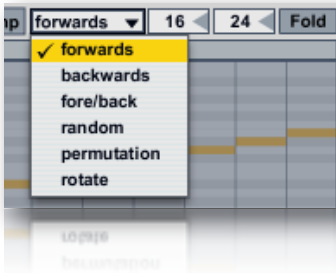 p forwards 16 24 Fold
forwards
backwards
fore/back
random
permutation
rotate